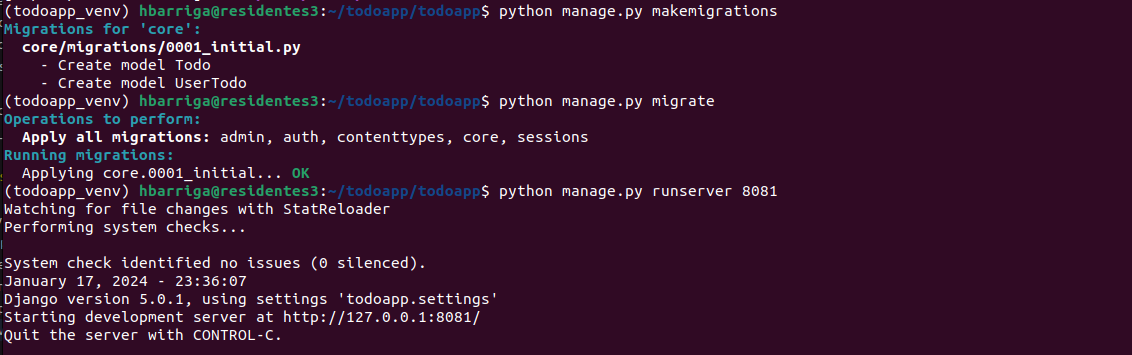 (todoapp_venv) hbarriga@residentes3:~/todoapp/todoapp$ python manage.py makemigrations
Migrations for 'core':
  core/migrations/0001_initial.py
    - Create model Todo
    - Create model UserTodo
(todoapp_venv) hbarriga@residentes3:~/todoapp/todoapp$ python manage.py migrate
Operations to perform:
  Apply all migrations: admin, auth, contenttypes, core, sessions
Running migrations:
  Applying core.0001_initial... OK
(todoapp_venv) hbarriga@residentes3:~/todoapp/todoapp$ python manage.py runserver 8081
Watching for file changes with StatReloader
Performing system checks...

System check identified no issues (0 silenced).
January 17, 2024 - 23:36:07
Django version 5.0.1, using settings 'todoapp.settings'
Starting development server at http://127.0.0.1:8081/
Quit the server with CONTROL-C.